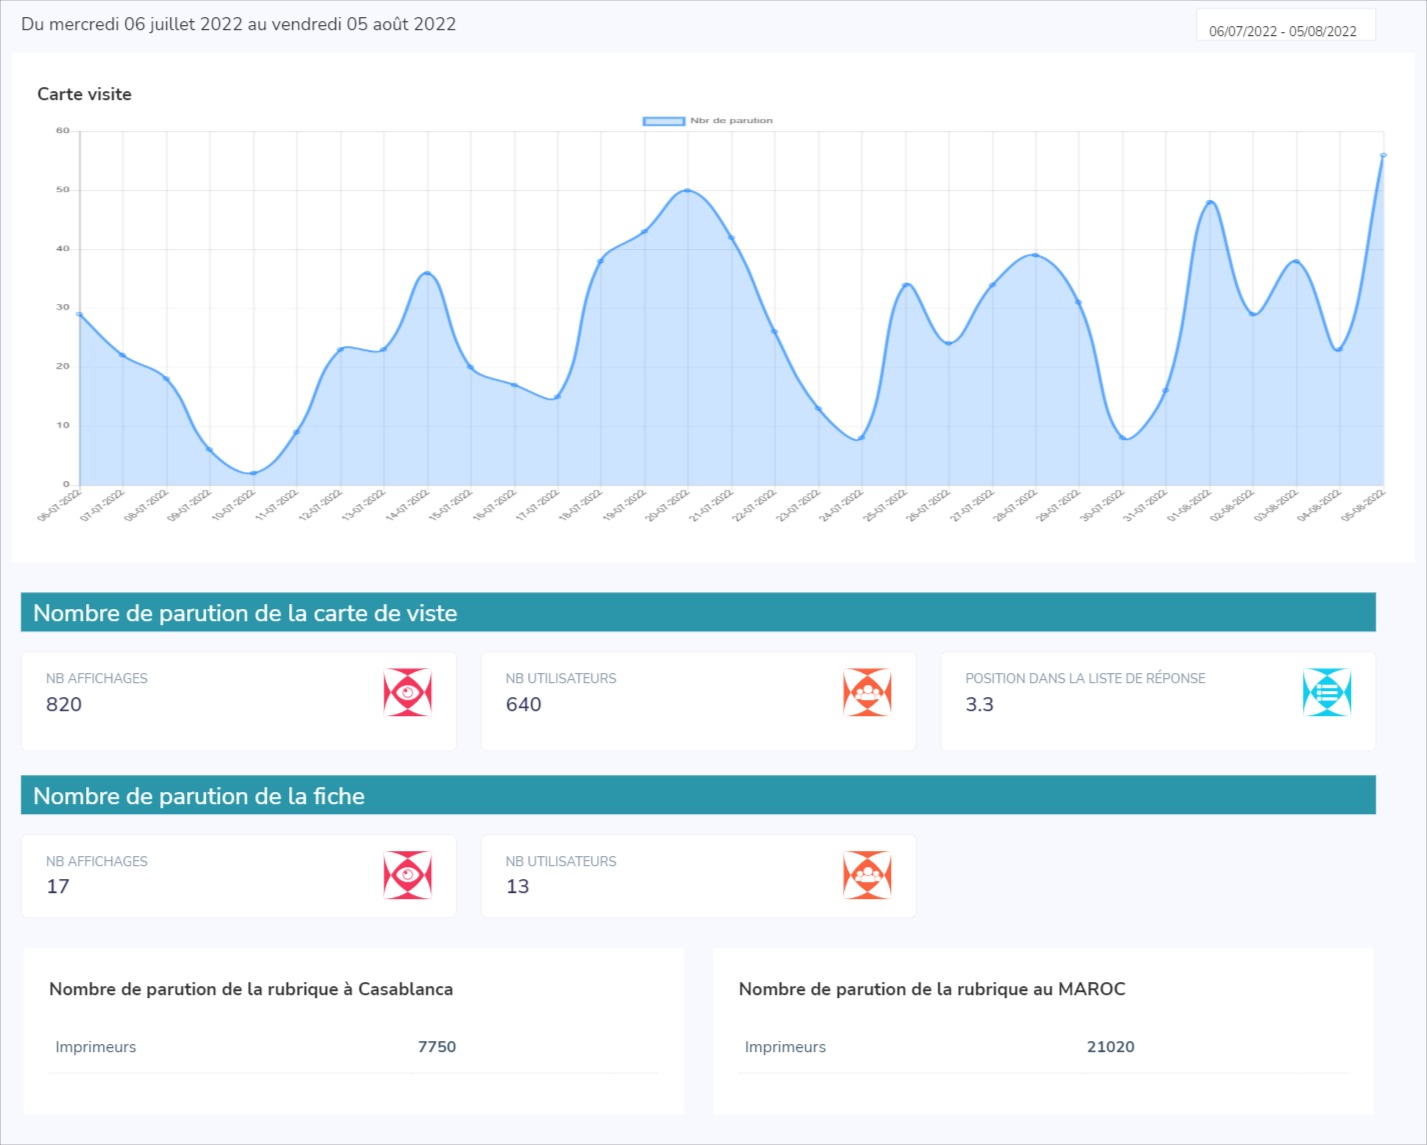 Du mercredi 06 juillet 2022 au vendredi 05 août 2022
06/07/2022 - 05/08/2022
Carte visite
Nbr de parution
60
50
40
30
20
10
0
06-07-2022
07-07-2022
08-07-2022
09-07-2022
10-07-2022
11-07-2022
12-07-2022
13-07-2022
14-07-2022
15-07-2022
16-07-2022
17-07-2022
18-07-2022
19-07-2022
20-07-2022
21-07-2022
22-07-2022
23-07-2022
24-07-2022
25-07-2022
26-07-2022
27-07-2022
28-07-2022
29-07-2022
30-07-2022
31-07-2022
01-08-2022
02-08-2022
03-08-2022
04-08-2022
05-08-2022
Nombre de parution de la carte de viste
NB AFFICHAGES
820
NB UTILISATEURS
640
POSITION DANS LA LISTE DE RÉPONSE
3.3
Nombre de parution de la fiche
NB AFFICHAGES
17
NB UTILISATEURS
13
Nombre de parution de la rubrique à Casablanca
Imprimeurs 7750
Nombre de parution de la rubrique au MAROC
Imprimeurs 21020